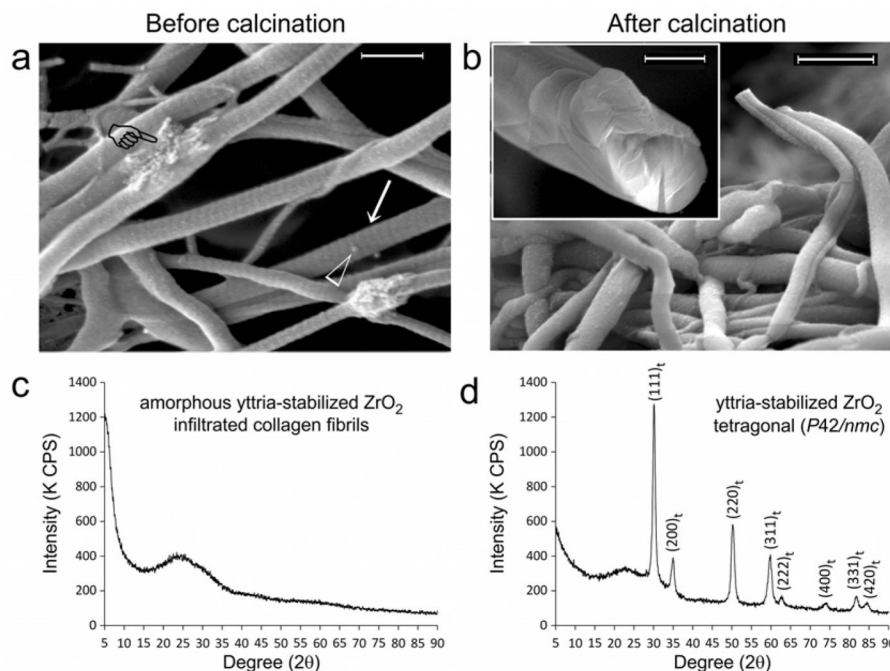 Before calcination
After calcination
a
b
c
d
1400
1200
1000
800
600
400
200
0
Intensity (K CPS)
amorphous yttria-stabilized ZrO₂
infiltrated collagen fibrils
5 10 15 20 25 30 35 40 45 50 55 60 65 70 75 80 85 90
Degree (2θ)
1400
1200
1000
800
600
400
200
0
Intensity (K CPS)
yttria-stabilized ZrO₂
tetragonal (P42/nmc)
(111)t
(200)t
(220)t
(311)t
(222)t
(400)t
(331)t
(420)t
5 10 15 20 25 30 35 40 45 50 55 60 65 70 75 80 85 90
Degree (2θ)